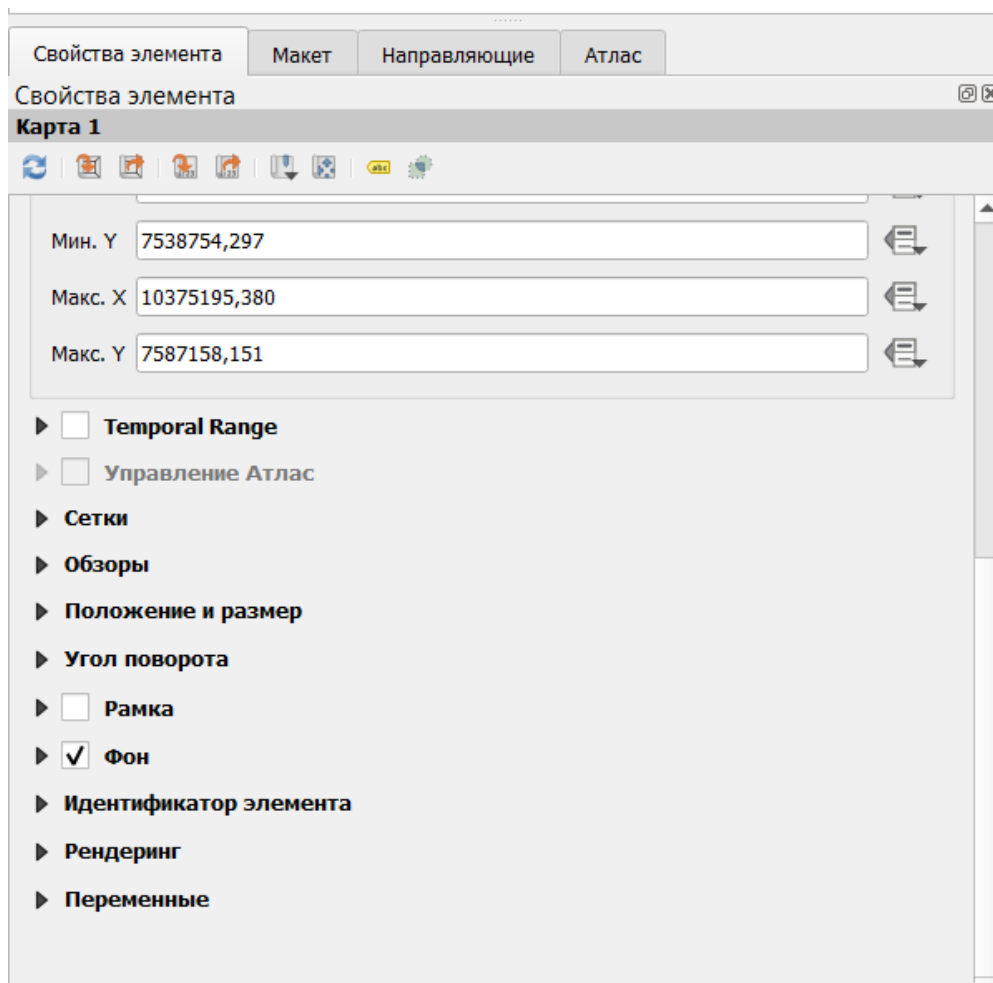 Свойства элемента Макет Направляющие Атлас
Свойства элемента
Карта 1
abc
Мин. Y 7538754,297
Макс. X 10375195,380
Макс. Y 7587158,151
Temporal Range
Управление Атлас
Сетки
Обзоры
Положение и размер
Угол поворота
Рамка
Фон
Идентификатор элемента
Рендеринг
Переменные